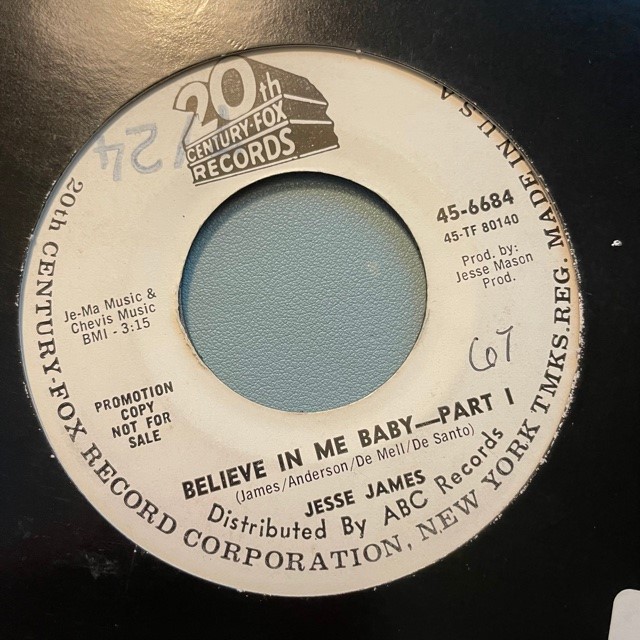 20th
CENTURY-FOX
RECORDS
7/24
45-6684
45-TF 80140
Prod. by:
Jesse Mason
Prod.
Je-Ma Music &
Chevis Music
BMI - 3:15
67
PROMOTION
COPY
NOT FOR
SALE
BELIEVE IN ME BABY—PART I
(James/Anderson/De Mell/De Santo)
JESSE JAMES
Distributed By ABC Records
20th CENTURY-FOX RECORD CORPORATION, NEW YORK TMKS. REG. MADE IN U S A